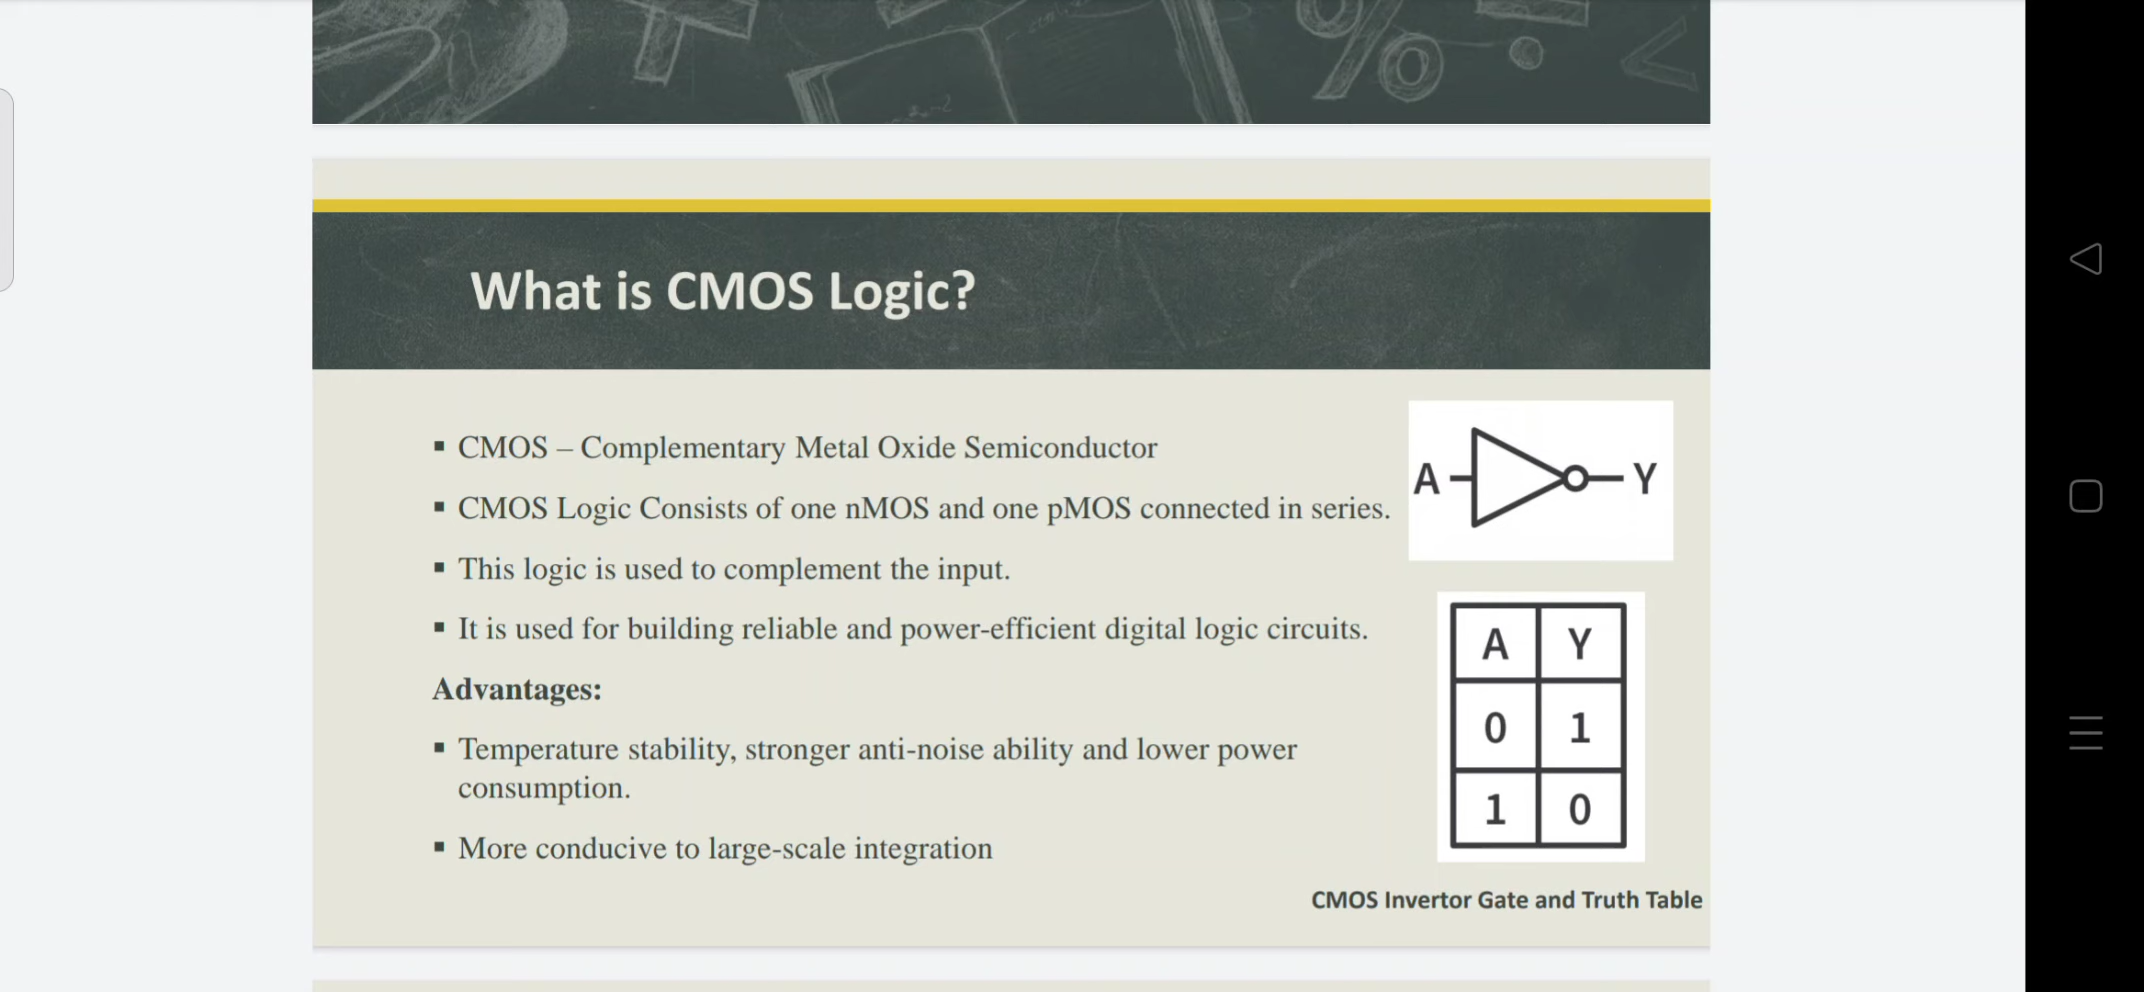 What is CMOS Logic?
▪ CMOS – Complementary Metal Oxide Semiconductor
▪ CMOS Logic Consists of one nMOS and one pMOS connected in series.
▪ This logic is used to complement the input.
▪ It is used for building reliable and power-efficient digital logic circuits.
Advantages:
▪ Temperature stability, stronger anti-noise ability and lower power
consumption.
▪ More conducive to large-scale integration
A Y
A Y
0 1
1 0
CMOS Invertor Gate and Truth Table